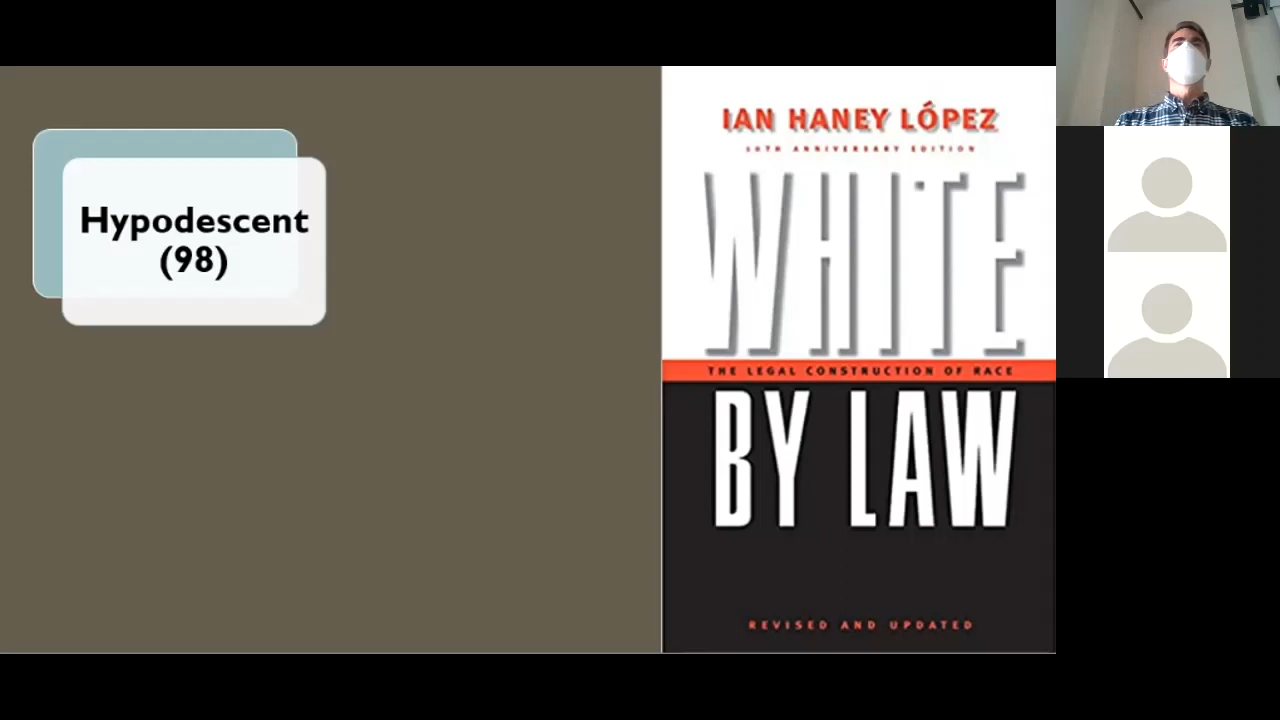 Hypodescent
(98)
IAN HANEY LÓPEZ
10TH ANNIVERSARY EDITION
WHITE
THE LEGAL CONSTRUCTION OF RACE
BY LAW
REVISED AND UPDATED